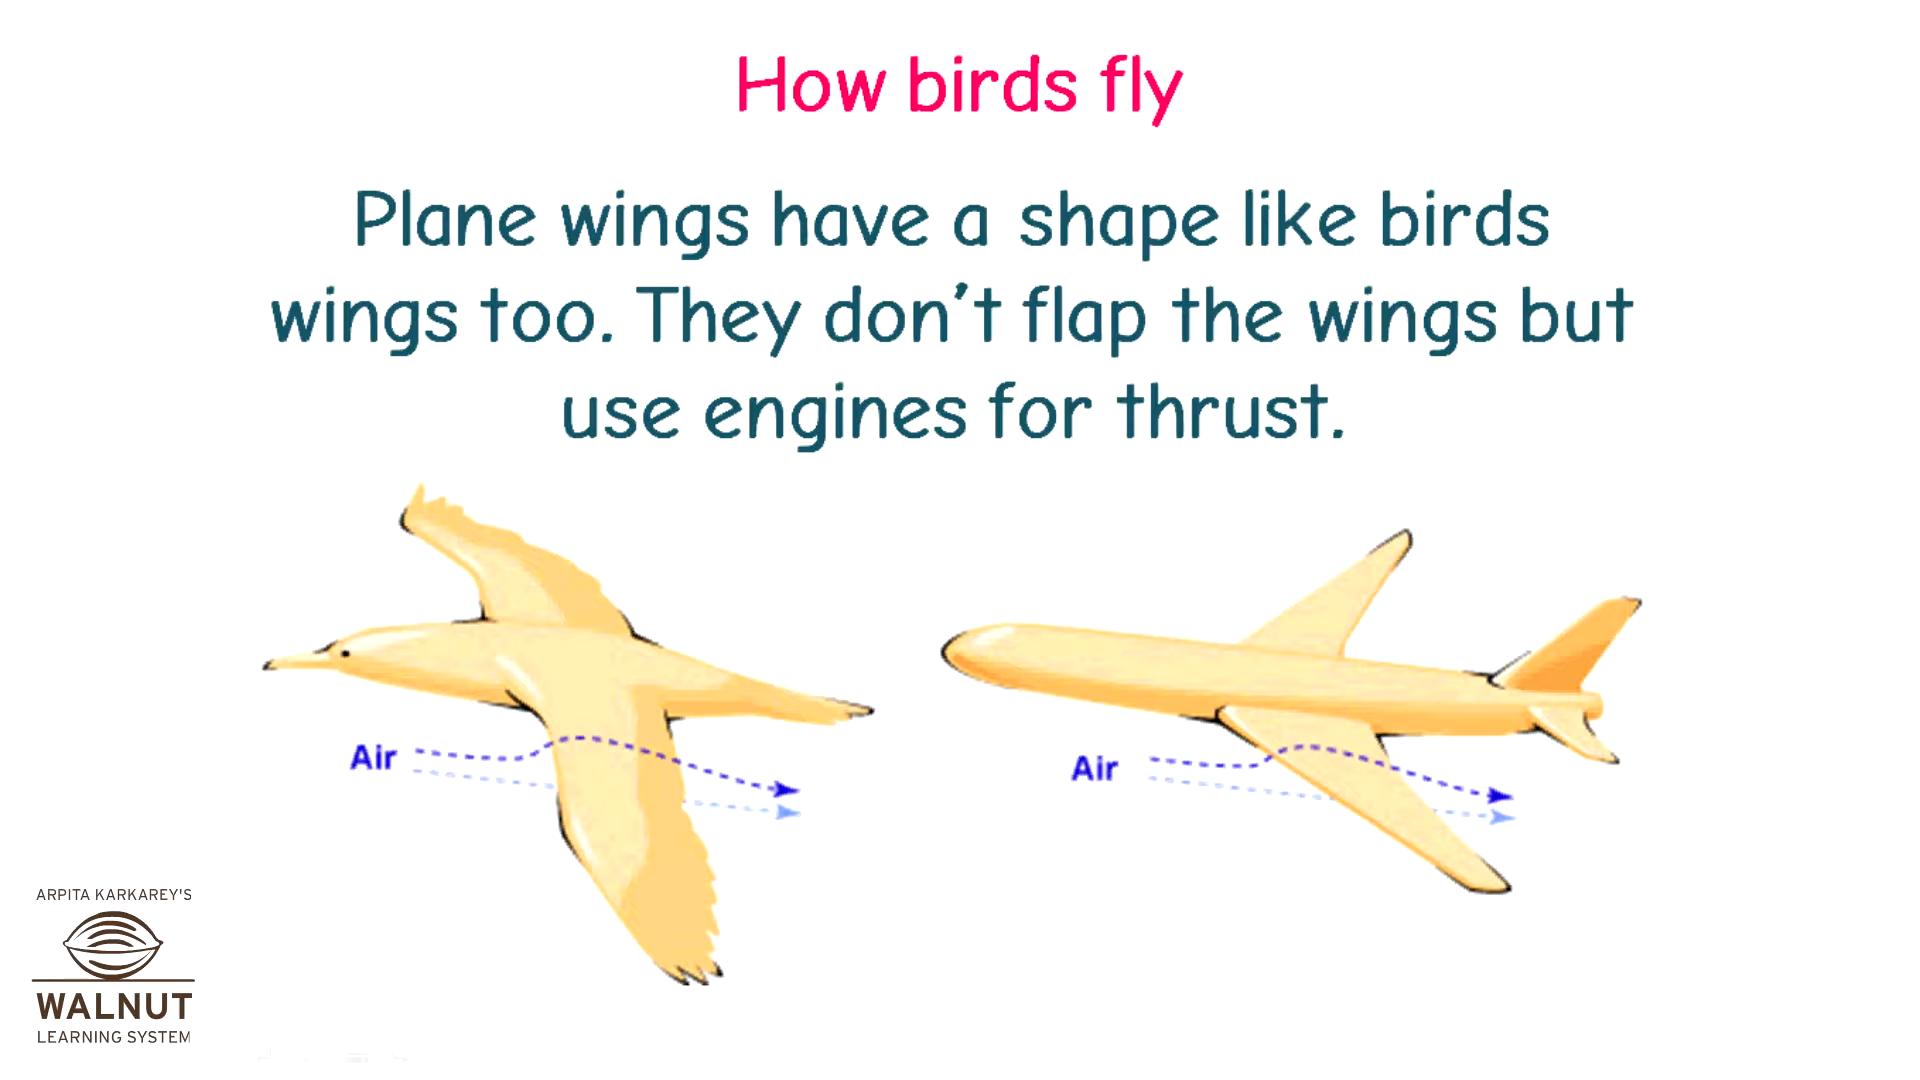 How birds fly
Plane wings have a shape like birds
wings too. They don't flap the wings but
use engines for thrust.
Air
Air
ARPITA KARKAREY'S
WALNUT
LEARNING SYSTEM